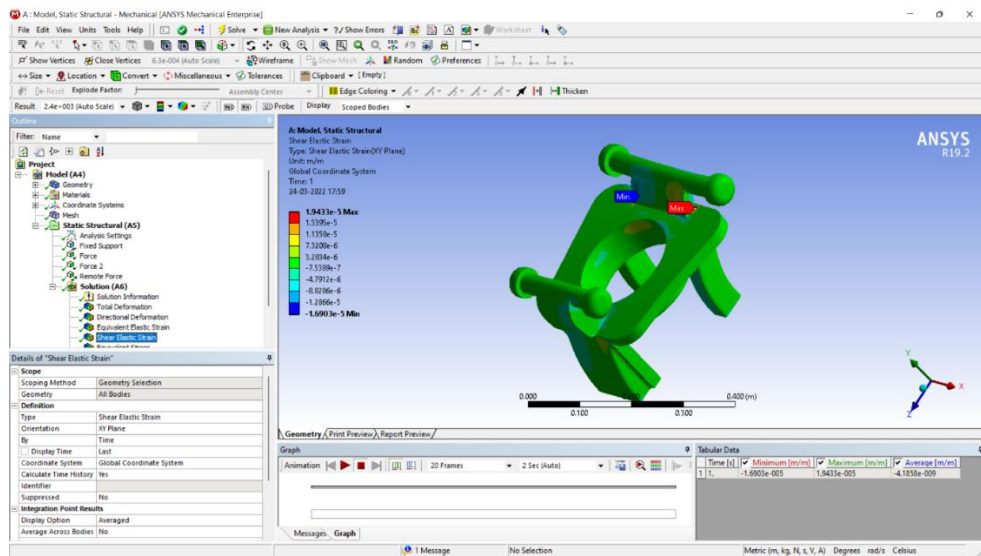 A : Model, Static Structural - Mechanical [ANSYS Mechanical Enterprise]
File Edit View Units Tools Help Solve New Analysis ?/ Show Errors Worksheet
Show Vertices Close Vertices 6.3e-004 (Auto Scale) Wireframe Show Mesh Random Preferences
Size Location Convert Miscellaneous Tolerances Clipboard [Empty]
Reset Explode Factor: Assembly Center Edge Coloring Thicken
Result 2.4e+003 (Auto Scale) Probe Display Scoped Bodies
Outline
Filter: Name
Project
Model (A4)
Geometry
Materials
Coordinate Systems
Mesh
Static Structural (A5)
Analysis Settings
Fixed Support
Force
Force 2
Remote Force
Solution (A6)
Solution Information
Total Deformation
Directional Deformation
Equivalent Elastic Strain
Shear Elastic Strain
Details of "Shear Elastic Strain"
Scope
Scoping Method Geometry Selection
Geometry All Bodies
Definition
Type Shear Elastic Strain
Orientation XY Plane
By Time
Display Time Last
Coordinate System Global Coordinate System
Calculate Time History Yes
Identifier
Suppressed No
Integration Point Results
Display Option Averaged
Average Across Bodies No
A: Model, Static Structural
Shear Elastic Strain
Type: Shear Elastic Strain(XY Plane)
Unit: m/m
Global Coordinate System
Time: 1
24-03-2022 17:59
1.9433e-5 Max
1.5395e-5
1.1358e-5
7.3208e-6
3.2834e-6
-7.5389e-7
-4.7912e-6
-8.8286e-6
-1.2866e-5
-1.6903e-5 Min
Min
Max
ANSYS
R19.2
0.000 0.400 (m)
0.100 0.300
Y
X
Z
Geometry Print Preview Report Preview
Graph
Animation 20 Frames 2 Sec (Auto)
Messages Graph
Tabular Data
Time [s] Minimum [m/m] Maximum [m/m] Average [m/m]
1 1. -1.6903e-005 1.9433e-005 -4.1858e-009
1 Message No Selection Metric (m, kg, N, s, V, A) Degrees rad/s Celsius